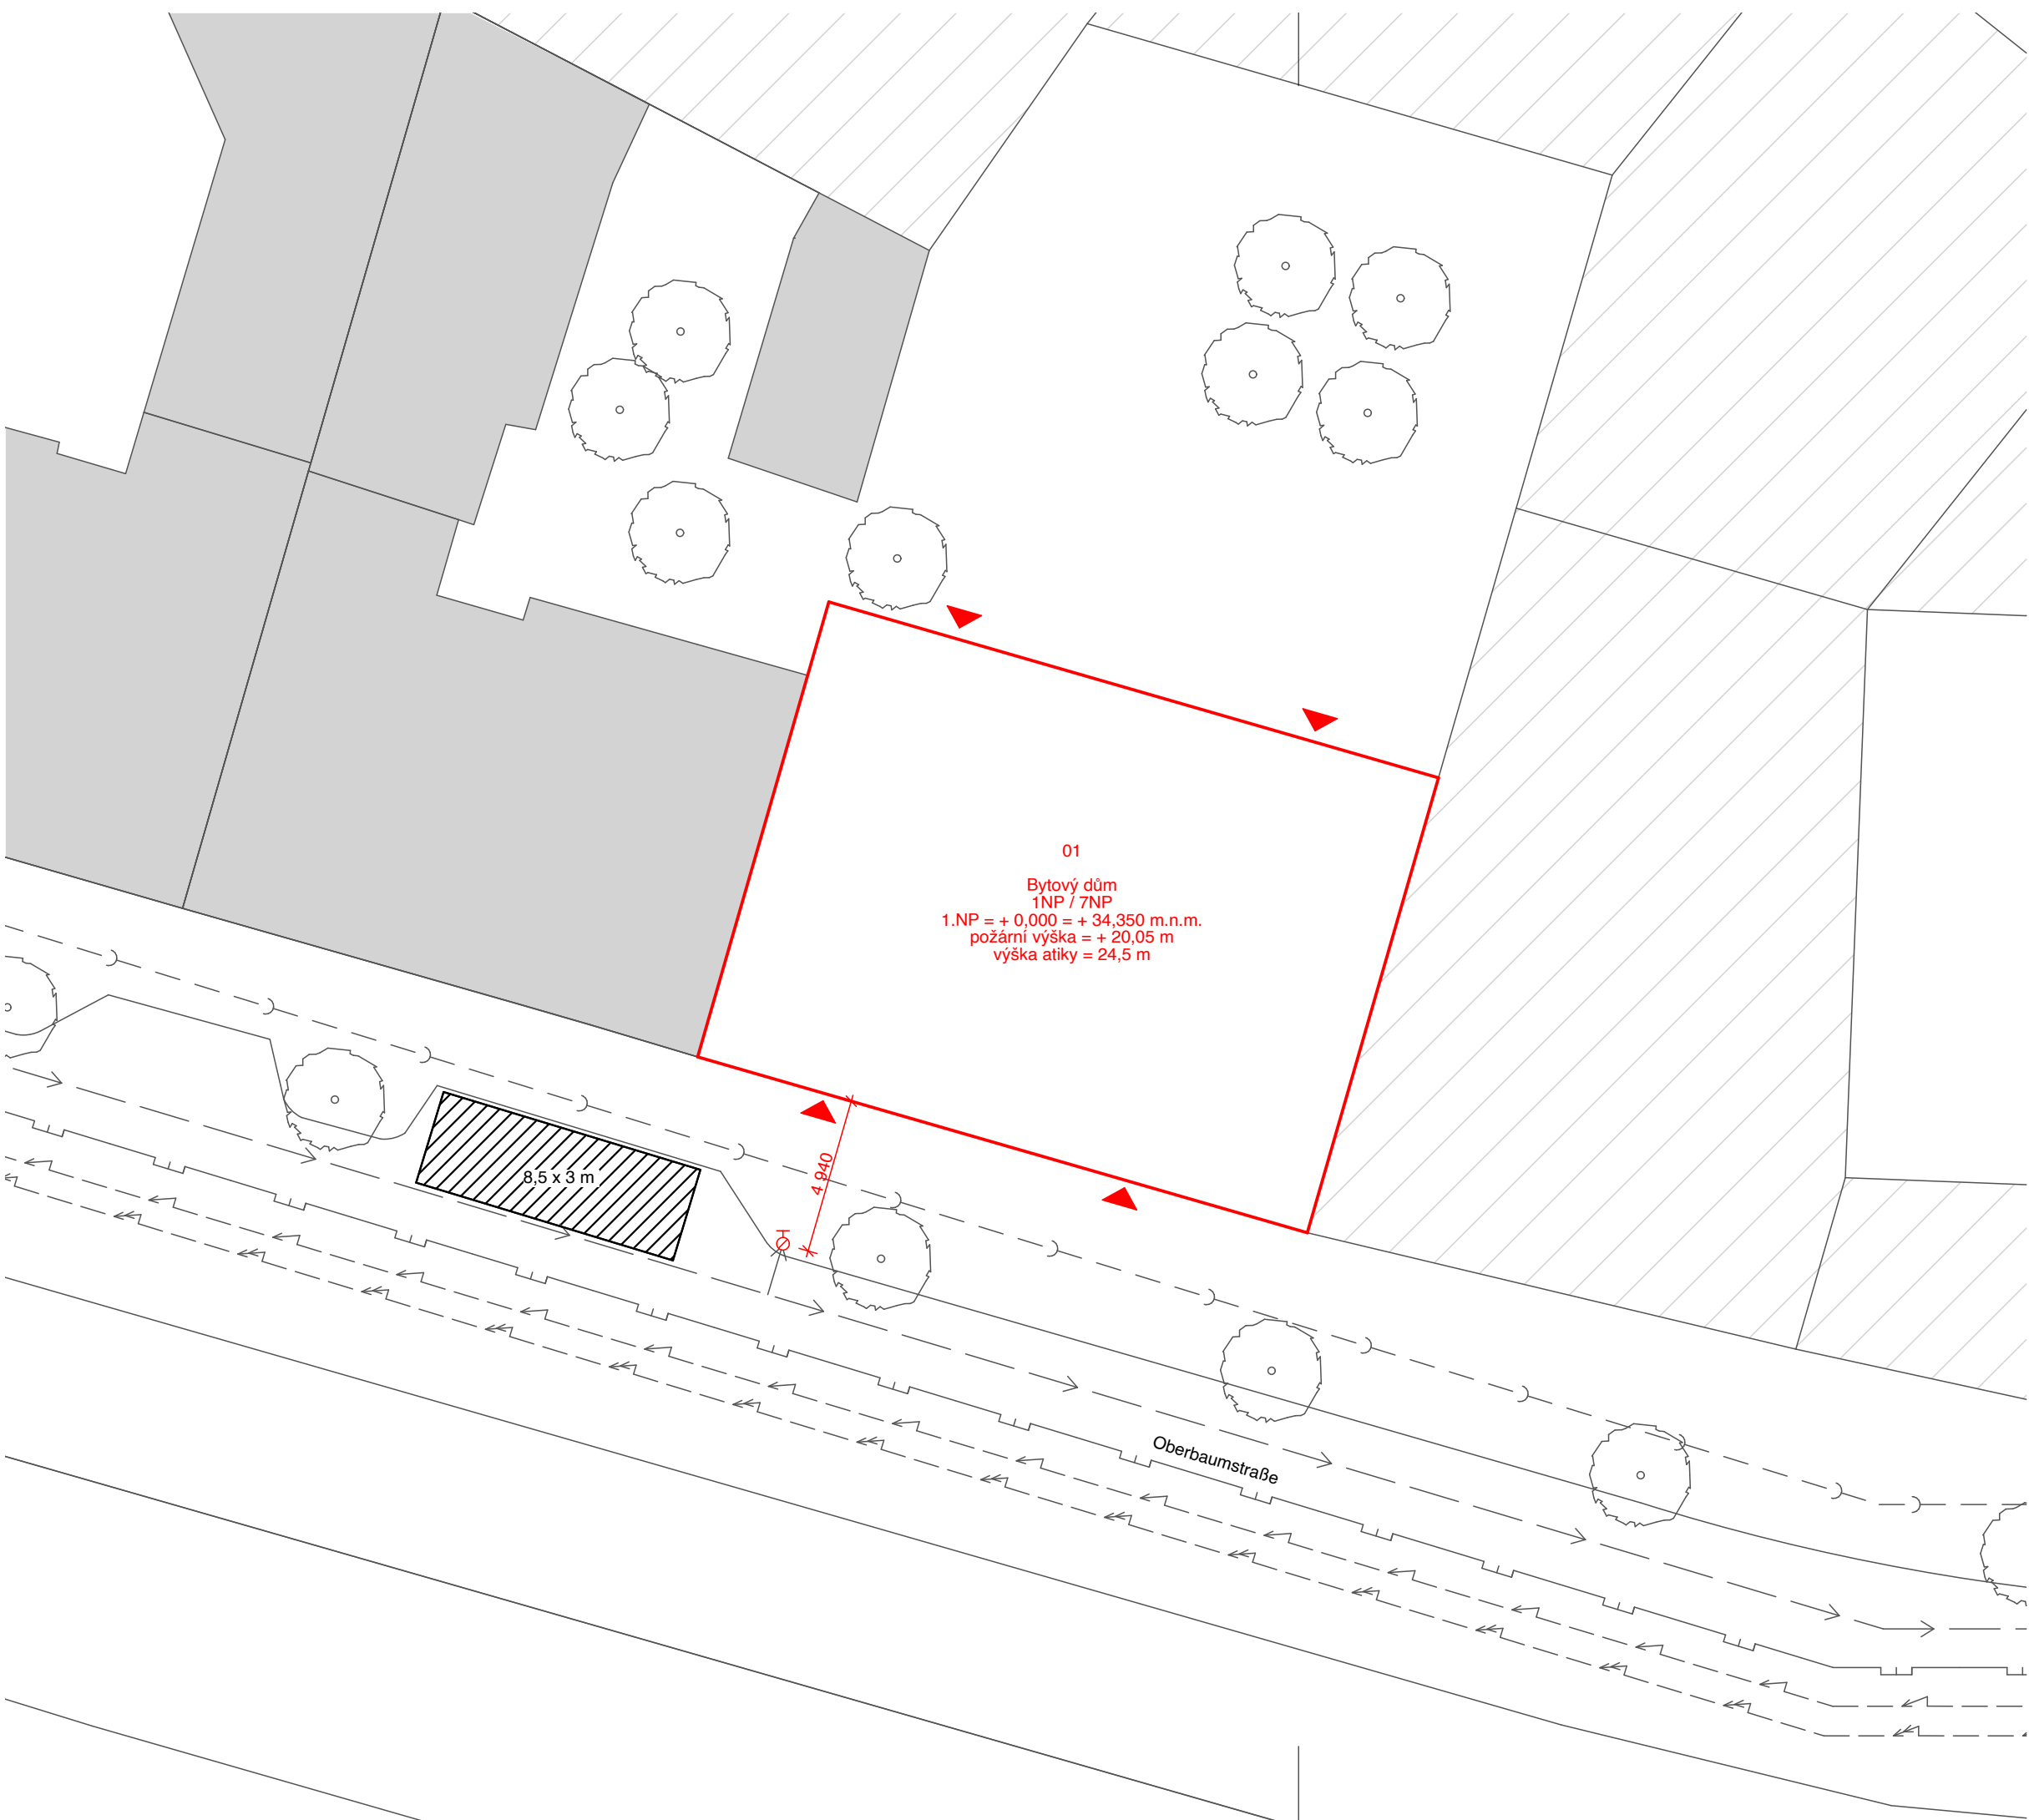 01
Bytový dům
1NP / 7NP
1.NP = + 0,000 = + 34,350 m.n.m.
požární výška = + 20,05 m
výška atiky = 24,5 m
4 940
8,5 x 3 m
H
Oberbaumstraße